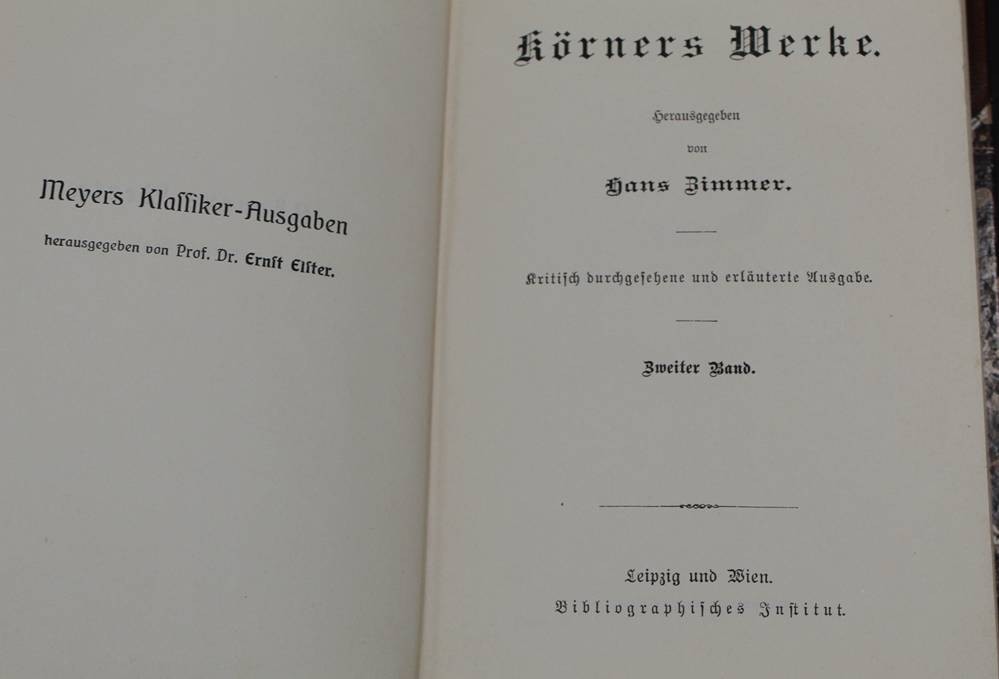 Meyers Klaſſiker-Ausgaben
herausgegeben von Prof. Dr. Ernſt Elſter.
Körners Werke.
Herausgegeben
von
Hans Zimmer.
Kritiſch durchgeſehene und erläuterte Ausgabe.
Zweiter Band.
Leipzig und Wien.
Bibliographiſches Inſtitut.